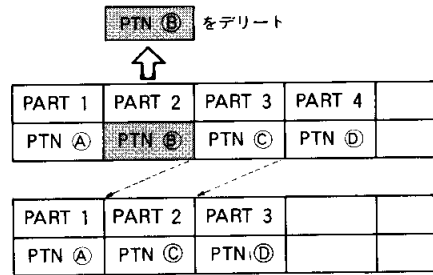 PTN Ⓑ をデリート
PART 1 PART 2 PART 3 PART 4
PTN Ⓐ PTN Ⓑ PTN Ⓒ PTN Ⓓ
PART 1 PART 2 PART 3
PTN Ⓐ PTN Ⓒ PTN Ⓓ